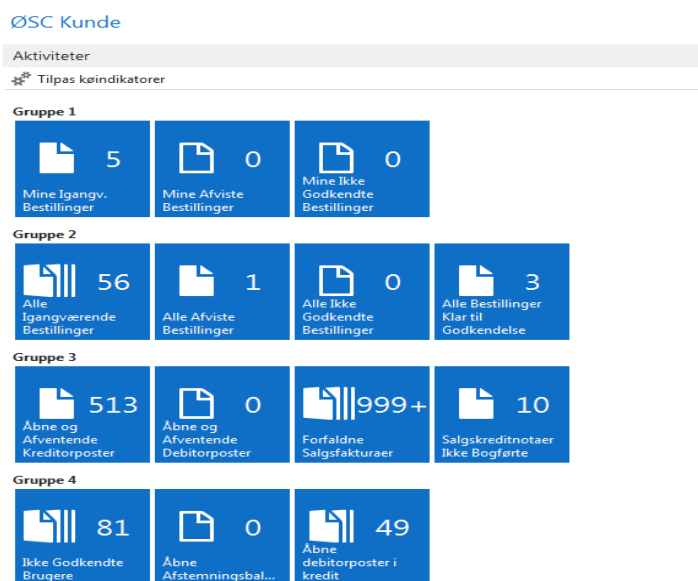 ØSC Kunde
Aktiviteter
Tilpas køindikatorer
Gruppe 1
5
Mine Igangv.
Bestillinger
0
Mine Afviste
Bestillinger
0
Mine Ikke
Godkendte
Bestillinger
Gruppe 2
56
Alle
Igangværende
Bestillinger
1
Alle Afviste
Bestillinger
0
Alle Ikke
Godkendte
Bestillinger
3
Alle Bestillinger
Klar til
Godkendelse
Gruppe 3
513
Åbne og
Afventende
Kreditorposter
0
Åbne og
Afventende
Debitorposter
999+
Forfaldne
Salgsfakturaer
10
Salgskreditnotaer
Ikke Bogførte
Gruppe 4
81
Ikke Godkendte
Brugere
0
Åbne
Afstemningsbal...
49
Åbne
debitorposter i
kredit